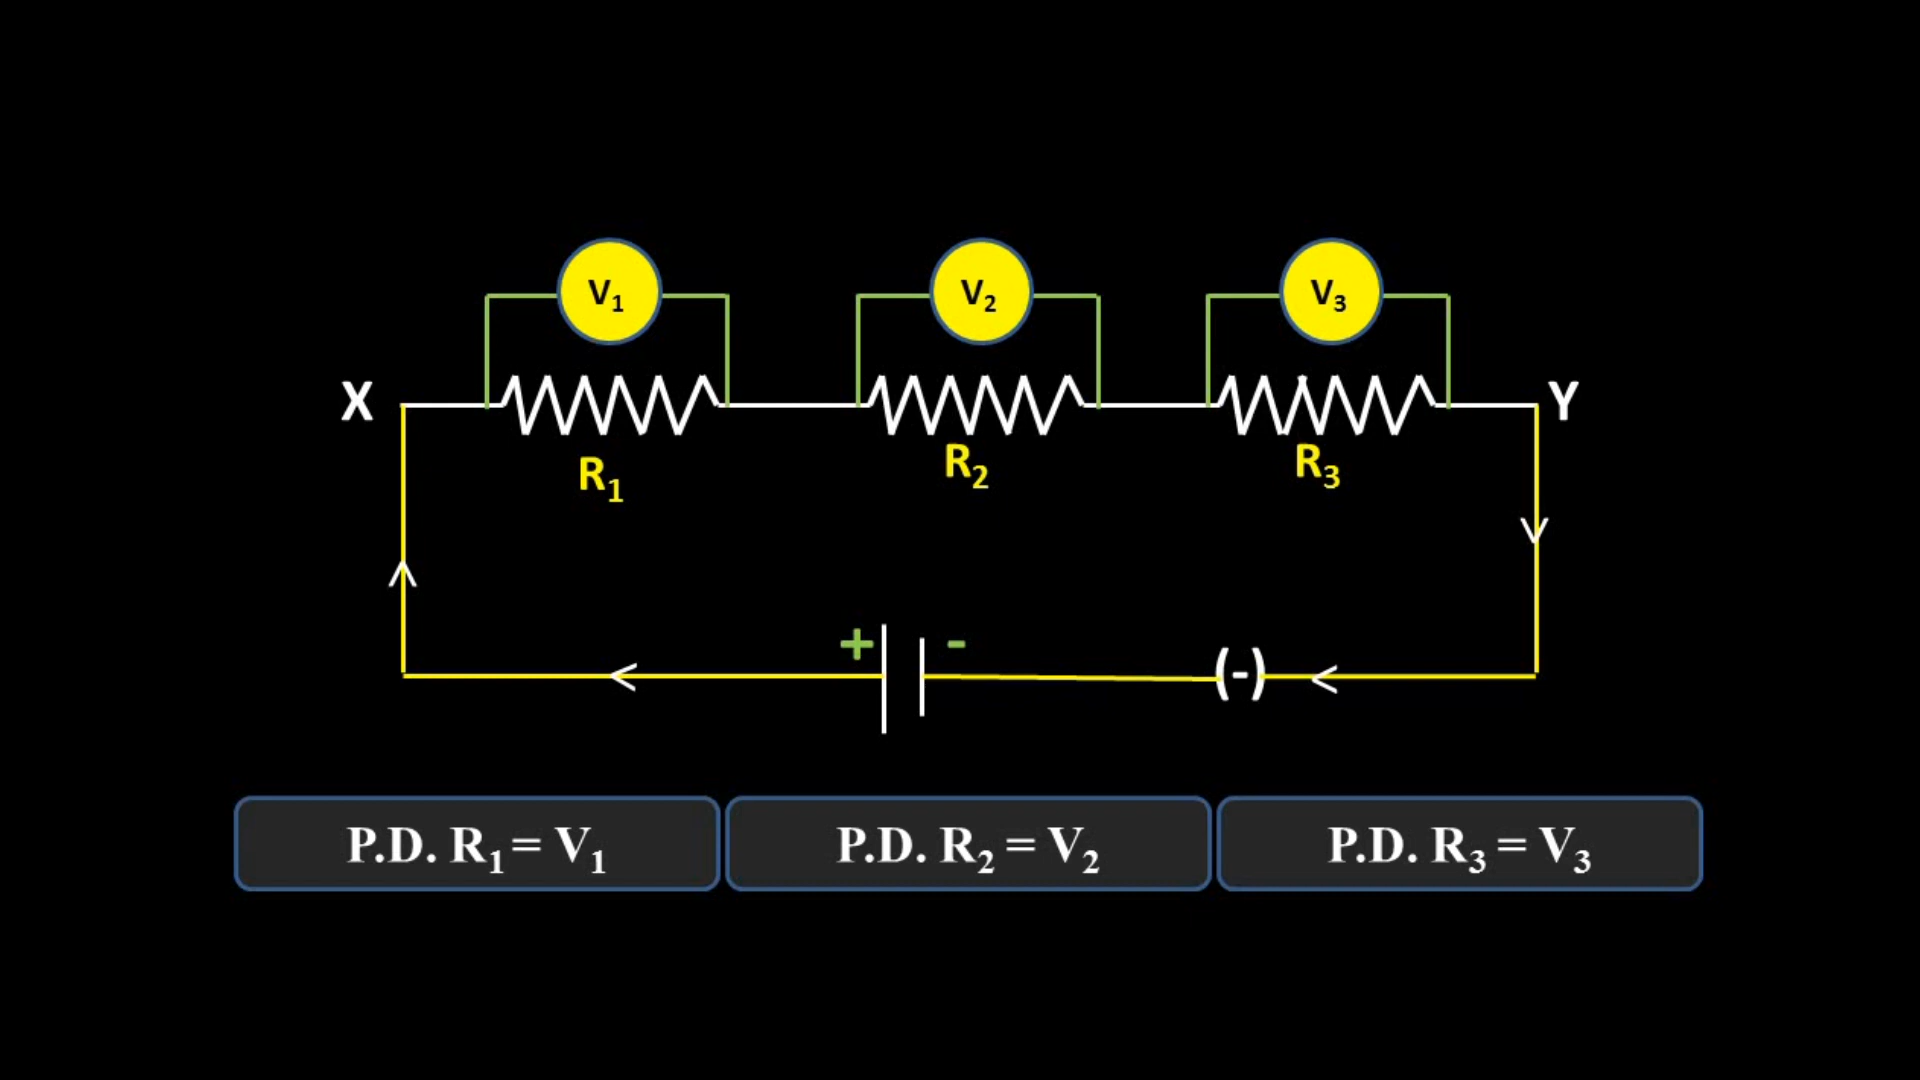 V₁ V₂ V₃
X Y
R₁ R₂ R₃
+ -
(-)
P.D. R₁ = V₁
P.D. R₂ = V₂
P.D. R₃ = V₃